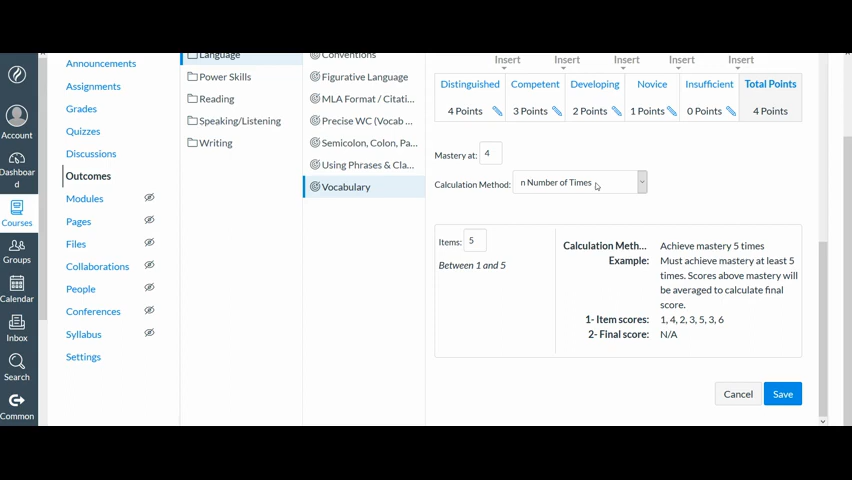 Account
Dashboar
d
Courses
Groups
Calendar
Inbox
Search
Common
Announcements
Assignments
Grades
Quizzes
Discussions
Outcomes
Modules
Pages
Files
Collaborations
People
Conferences
Syllabus
Settings
Language
Power Skills
Reading
Speaking/Listening
Writing
Conventions
Figurative Language
MLA Format / Citati...
Precise WC (Vocab ...
Semicolon, Colon, Pa...
Using Phrases & Cla...
Vocabulary
Insert Insert Insert Insert Insert
Distinguished Competent Developing Novice Insufficient Total Points
4 Points 3 Points 2 Points 1 Points 0 Points 4 Points
Mastery at: 4
Calculation Method: n Number of Times
Items: 5
Between 1 and 5
Calculation Meth... Achieve mastery 5 times
Example: Must achieve mastery at least 5
times. Scores above mastery will
be averaged to calculate final
score.
1- Item scores: 1, 4, 2, 3, 5, 3, 6
2- Final score: N/A
Cancel Save